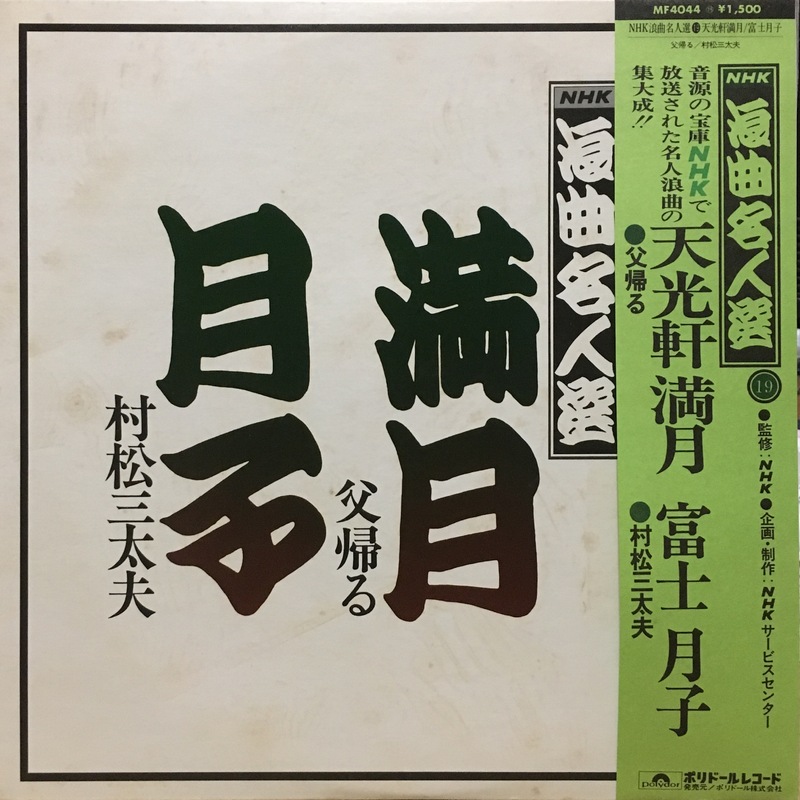 MF4044 ⑲ ¥1,500
NHK浪曲名人選⑲天光軒満月/富士月子
父帰る/村松三太夫
NHK
浪曲名人選
19
●監修:NHK●企画・制作:NHKサービスセンター
音源の宝庫NHKで
放送された名人浪曲の
集大成!!
天光軒満月
●父帰る
富士月子
●村松三太夫
Polydor
ポリドールレコード
発売元/ポリドール株式会社
NHK
浪曲名人選
満月
父帰る
月子
村松三太夫